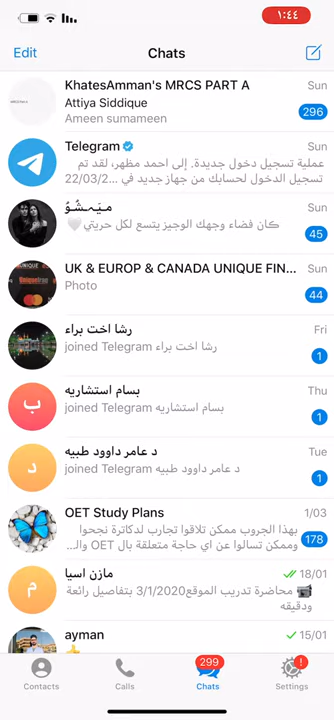 ١:٤٤
Edit
Chats
KhatesAmman's MRCS PART A
Sun
Attiya Siddique
Ameen sumameen
296
Telegram
Sun
عملية تسجيل دخول جديدة. إلى احمد مظهر، لقد تم
تسجيل الدخول لحسابك من جهاز جديد في 22/03/2...
Sun
كان فضاء وجهك الوجيز يتسع لكل حريتي🤍
45
UK & EUROP & CANADA UNIQUE FIN...
Sun
Photo
44
رشا اخت براء
Fri
رشا اخت براء joined Telegram
1
ب
بسام استشاريه
Thu
بسام استشاريه joined Telegram
1
د
د عامر داوود طبيه
Tue
د عامر داوود طبيه joined Telegram
1
OET Study Plans
1/03
بهذا الجروب ممكن تلاقوا تجارب لدكاترة نجحوا
وممكن تسالوا عن اي حاجة متعلقة بال OET وال...
178
م
مازن اسيا
18/01
🎥 محاضرة تدريب الموقع3/1/2020 بتفاصيل رائعة
ودقيقه
ayman
15/01
👍
Contacts
Calls
299
Chats
!
Settings